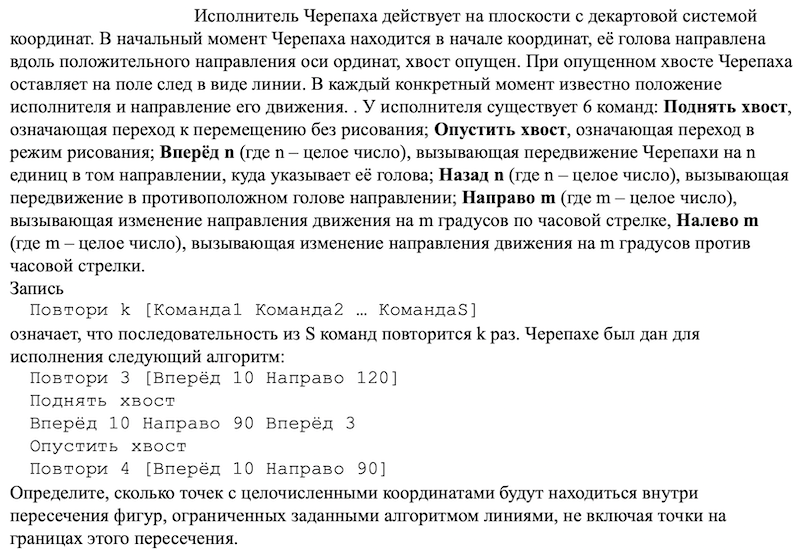 Исполнитель Черепаха действует на плоскости с декартовой системой
координат. В начальный момент Черепаха находится в начале координат, её голова направлена
вдоль положительного направления оси ординат, хвост опущен. При опущенном хвосте Черепаха
оставляет на поле след в виде линии. В каждый конкретный момент известно положение
исполнителя и направление его движения. . У исполнителя существует 6 команд: Поднять хвост,
означающая переход к перемещению без рисования; Опустить хвост, означающая переход в
режим рисования; Вперёд n (где n – целое число), вызывающая передвижение Черепахи на n
единиц в том направлении, куда указывает её голова; Назад n (где n – целое число), вызывающая
передвижение в противоположном голове направлении; Направо m (где m – целое число),
вызывающая изменение направления движения на m градусов по часовой стрелке, Налево m
(где m – целое число), вызывающая изменение направления движения на m градусов против
часовой стрелки.
Запись
Повтори k [Команда1 Команда2 … КомандаS]
означает, что последовательность из S команд повторится k раз. Черепахе был дан для
исполнения следующий алгоритм:
Повтори 3 [Вперёд 10 Направо 120]
Поднять хвост
Вперёд 10 Направо 90 Вперёд 3
Опустить хвост
Повтори 4 [Вперёд 10 Направо 90]
Определите, сколько точек с целочисленными координатами будут находиться внутри
пересечения фигур, ограниченных заданными алгоритмом линиями, не включая точки на
границах этого пересечения.